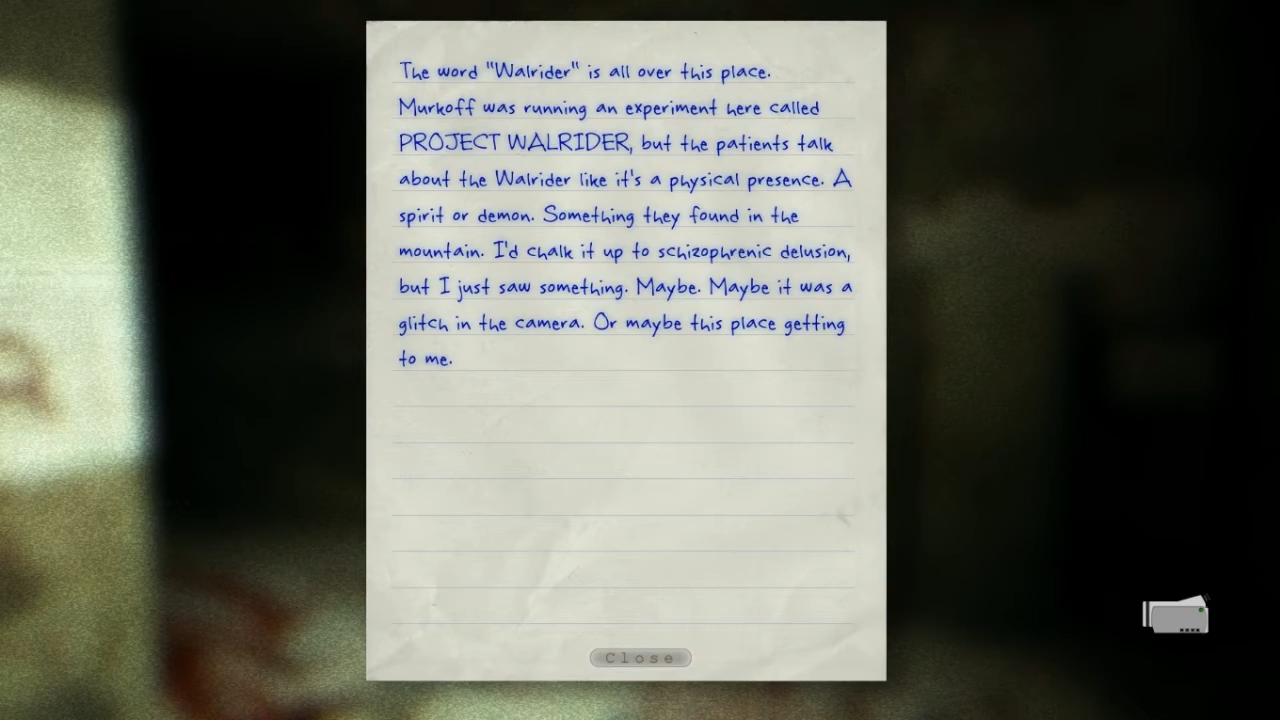 The word "Walrider" is all over this place.
Murkoff was running an experiment here called
PROJECT WALRIDER, but the patients talk
about the Walrider like it's a physical presence. A
spirit or demon. Something they found in the
mountain. I'd chalk it up to schizophrenic delusion,
but I just saw something. Maybe. Maybe it was a
glitch in the camera. Or maybe this place getting
to me.
Close